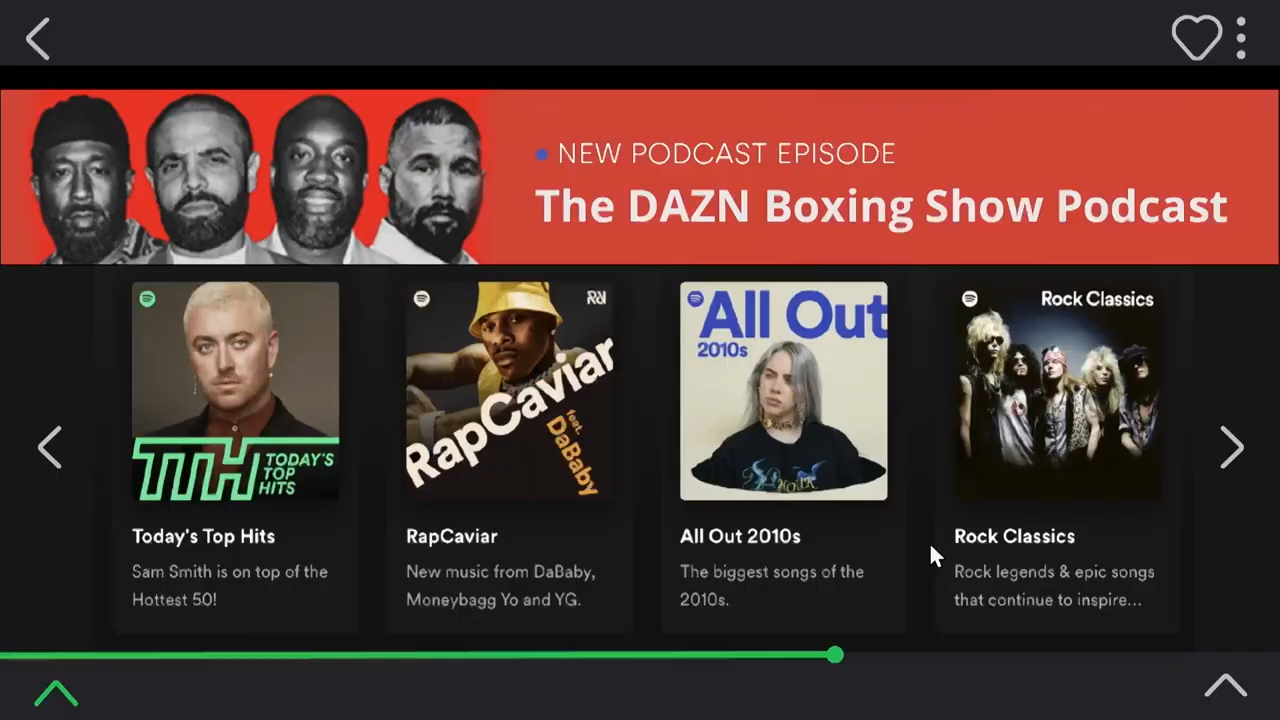 NEW PODCAST EPISODE
The DAZN Boxing Show Podcast
All Out
2010s
Rock Classics
RapCaviar
feat.
DaBaby
TTH TODAY'S
TOP
HITS
Today's Top Hits
RapCaviar
All Out 2010s
Rock Classics
Sam Smith is on top of the
Hottest 50!
New music from DaBaby,
Moneybagg Yo and YG.
The biggest songs of the
2010s.
Rock legends & epic songs
that continue to inspire...